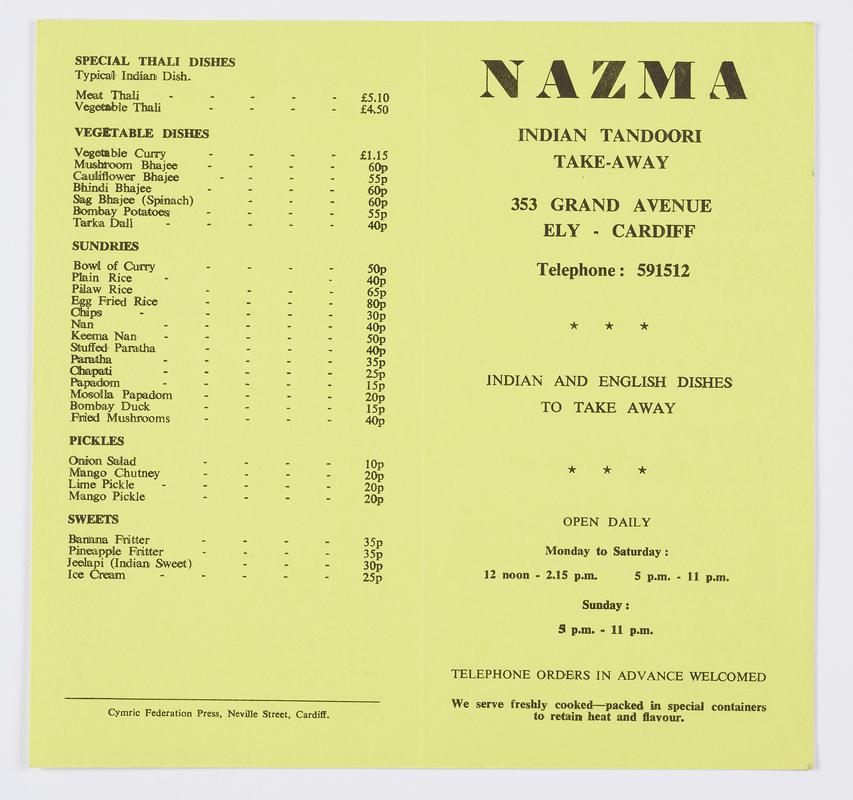 SPECIAL THALI DISHES
Typical Indian Dish.
Meat Thali - - - - - £5.10
Vegetable Thali - - - - £4.50
VEGETABLE DISHES
Vegetable Curry - - - - £1.15
Mushroom Bhajee - - - - 60p
Cauliflower Bhajee - - - - 55p
Bhindi Bhajee - - - - 60p
Sag Bhajee (Spinach) - - - 60p
Bombay Potatoes - - - - 55p
Tarka Dall - - - - - 40p
SUNDRIES
Bowl of Curry - - - - 50p
Plain Rice - - 40p
Pilaw Rice - - - - 65p
Egg Fried Rice - - - - 80p
Chips - - - - - 30p
Nan - - - - - 40p
Keema Nan - - - - - 50p
Stuffed Paratha - - - - 40p
Paratha - - - - - 35p
Chapati - - - - - 25p
Papadom - - - - - 15p
Mosolla Papadom - - - - 20p
Bombay Duck - - - - 15p
Fried Mushrooms - - - - 40p
PICKLES
Onion Salad - - - - 10p
Mango Chutney - - - - 20p
Lime Pickle - - - - - 20p
Mango Pickle - - - - 20p
SWEETS
Banana Fritter - - - - 35p
Pineapple Fritter - - - - 35p
Jeelapi (Indian Sweet) - - - 30p
Ice Cream - - - - - 25p
Cymric Federation Press, Neville Street, Cardiff.
NAZMA
INDIAN TANDOORI
TAKE-AWAY
353 GRAND AVENUE
ELY - CARDIFF
Telephone : 591512
★ ★ ★
INDIAN AND ENGLISH DISHES
TO TAKE AWAY
★ ★ ★
OPEN DAILY
Monday to Saturday :
12 noon - 2.15 p.m. 5 p.m. - 11 p.m.
Sunday :
5 p.m. - 11 p.m.
TELEPHONE ORDERS IN ADVANCE WELCOMED
We serve freshly cooked—packed in special containers
to retain heat and flavour.